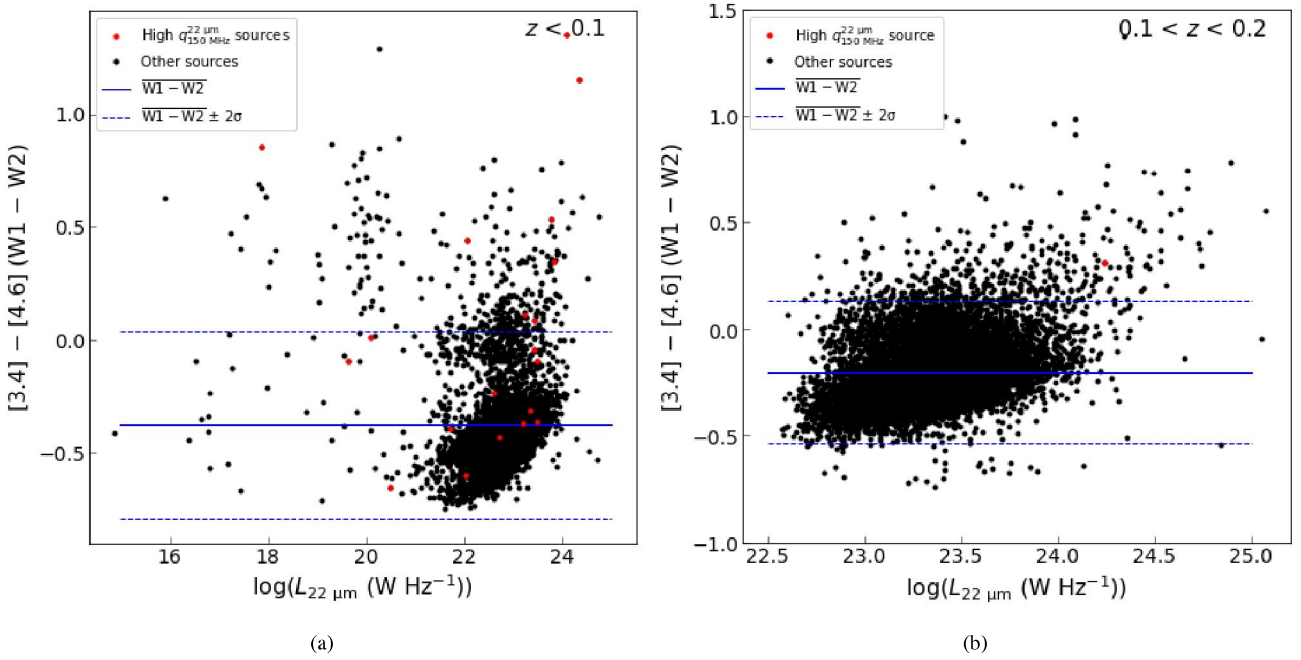 z < 0.1
High q^{22 μm}_{150 MHz} sources
Other sources
W1 − W2
W1 − W2 ± 2σ
1.0
0.5
0.0
−0.5
[3.4] − [4.6] (W1 − W2)
16 18 20 22 24
log(L_{22 μm} (W Hz⁻¹))
(a)
0.1 < z < 0.2
High q^{22 μm}_{150 MHz} source
Other sources
W1 − W2
W1 − W2 ± 2σ
1.5
1.0
0.5
0.0
−0.5
−1.0
[3.4] − [4.6] (W1 − W2)
22.5 23.0 23.5 24.0 24.5 25.0
log(L_{22 μm} (W Hz⁻¹))
(b)